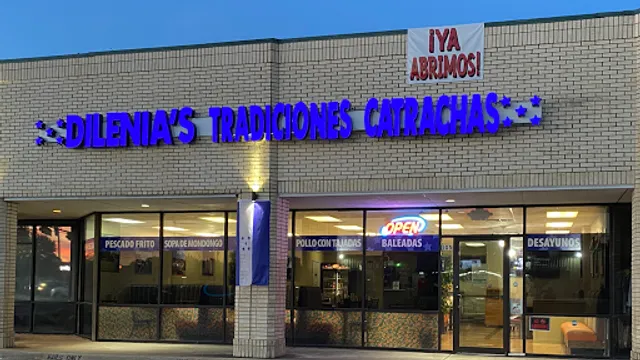 ¡YA
ABRIMOS!
DILENIA'S TRADICIONES CATRACHAS
OPEN
PESCADO FRITO
SOPA DE MONDONGO
POLLO CON TAJADAS
BALEADAS
DESAYUNOS